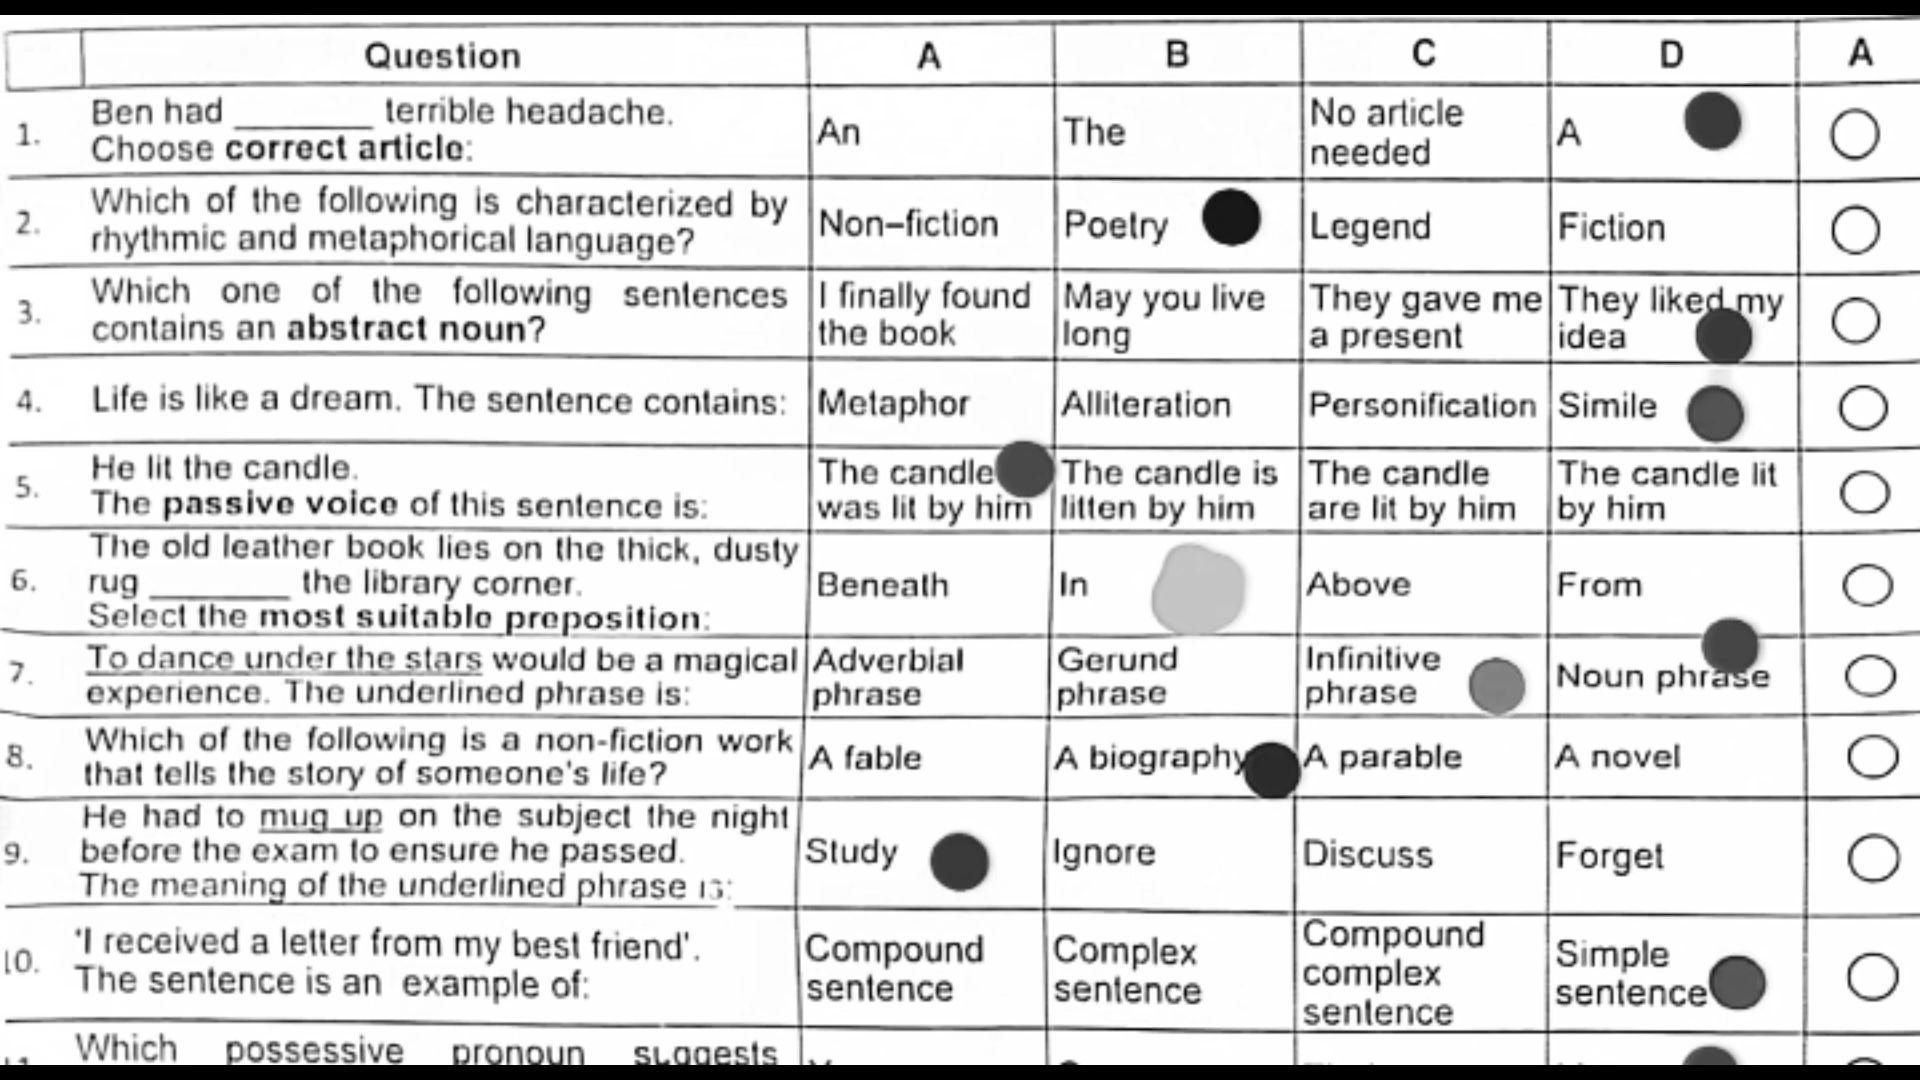 Question A B C D A
1. Ben had _______ terrible headache.
Choose correct article:
An
The
No article
needed
A
2. Which of the following is characterized by
rhythmic and metaphorical language?
Non–fiction
Poetry
Legend
Fiction
3. Which one of the following sentences
contains an abstract noun?
I finally found
the book
May you live
long
They gave me
a present
They liked my
idea
4. Life is like a dream. The sentence contains:
Metaphor
Alliteration
Personification
Simile
5. He lit the candle.
The passive voice of this sentence is:
The candle
was lit by him
The candle is
litten by him
The candle
are lit by him
The candle lit
by him
6. The old leather book lies on the thick, dusty
rug _______ the library corner.
Select the most suitable preposition:
Beneath
In
Above
From
7. To dance under the stars would be a magical
experience. The underlined phrase is:
Adverbial
phrase
Gerund
phrase
Infinitive
phrase
Noun phrase
8. Which of the following is a non-fiction work
that tells the story of someone's life?
A fable
A biography
A parable
A novel
9. He had to mug up on the subject the night
before the exam to ensure he passed.
The meaning of the underlined phrase is:
Study
Ignore
Discuss
Forget
10. 'I received a letter from my best friend'.
The sentence is an example of:
Compound
sentence
Complex
sentence
Compound
complex
sentence
Simple
sentence
Which possessive pronoun suggests